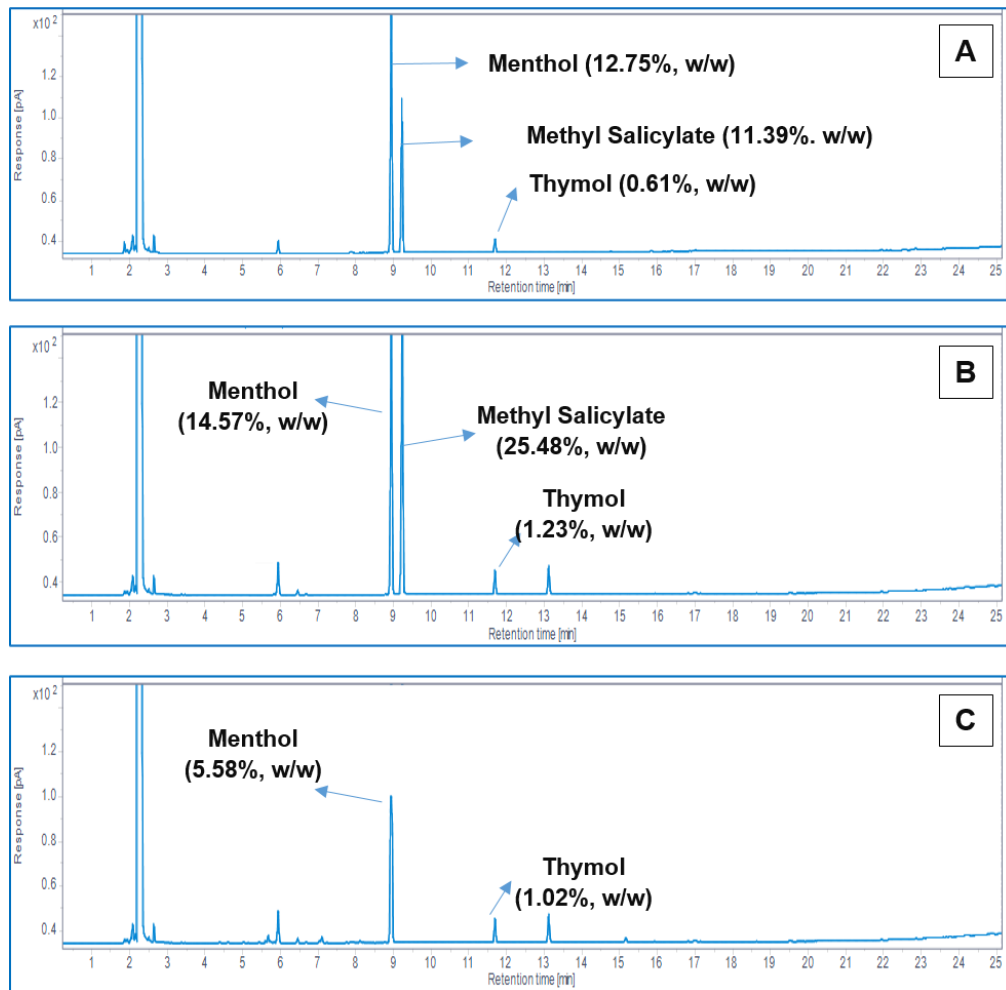 x10 2
A
Menthol (12.75%, w/w)
1.2
Response [pA]
1.0
Methyl Salicylate (11.39%. w/w)
0.8
Thymol (0.61%, w/w)
0.6
0.4
1 2 3 4 5 6 7 8 9 10 11 12 13 14 15 16 17 18 19 20 21 22 23 24 25
Retention time [min]
x10 2
B
Menthol
(14.57%, w/w)
1.2
Methyl Salicylate
(25.48%, w/w)
Response [pA]
1.0
0.8
Thymol
(1.23%, w/w)
0.6
0.4
1 2 3 4 5 6 7 8 9 10 11 12 13 14 15 16 17 18 19 20 21 22 23 24 25
Retention time [min]
x10 2
C
Menthol
(5.58%, w/w)
1.2
Response [pA]
1.0
0.8
Thymol
(1.02%, w/w)
0.6
0.4
1 2 3 4 5 6 7 8 9 10 11 12 13 14 15 16 17 18 19 20 21 22 23 24 25
Retention time [min]